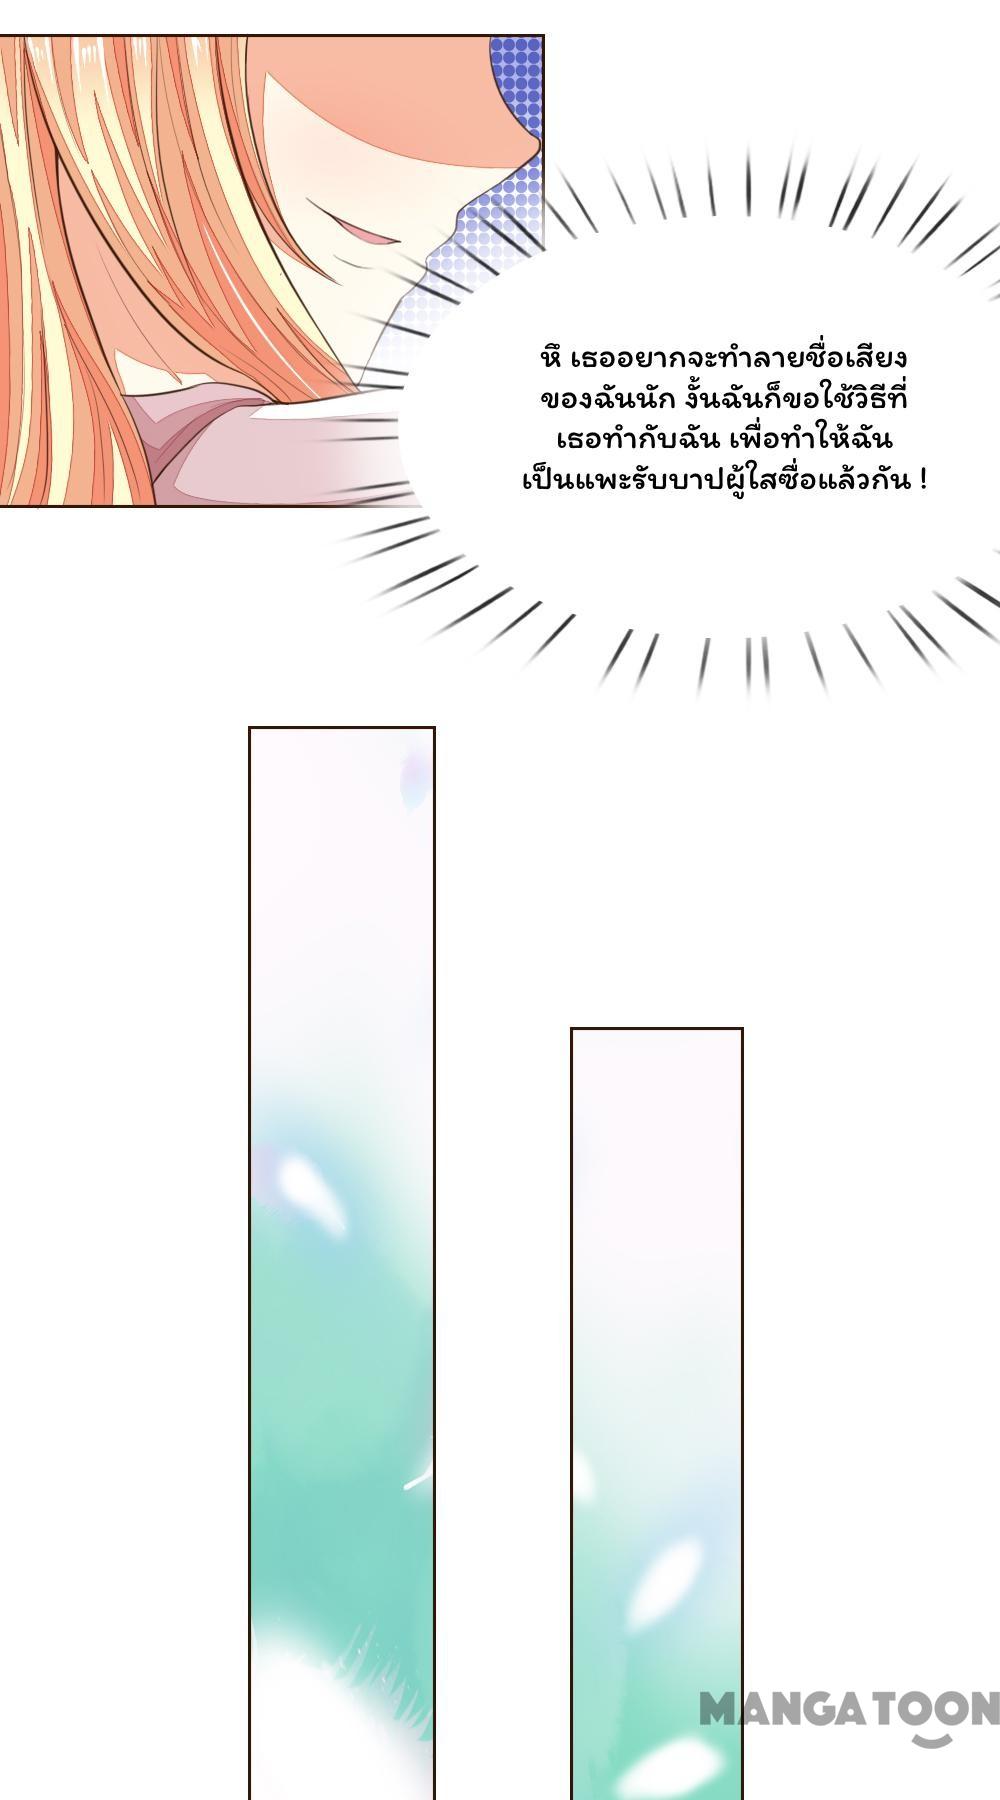 หึ เธออยากจะทำลายชื่อเสียง
ของฉันนัก งั้นฉันก็ขอใช้วิธีที่
เธอทำกับฉัน เพื่อทำให้ฉัน
เป็นแพะรับบาปผู้ใสซื่อแล้วกัน !
MANGATOON